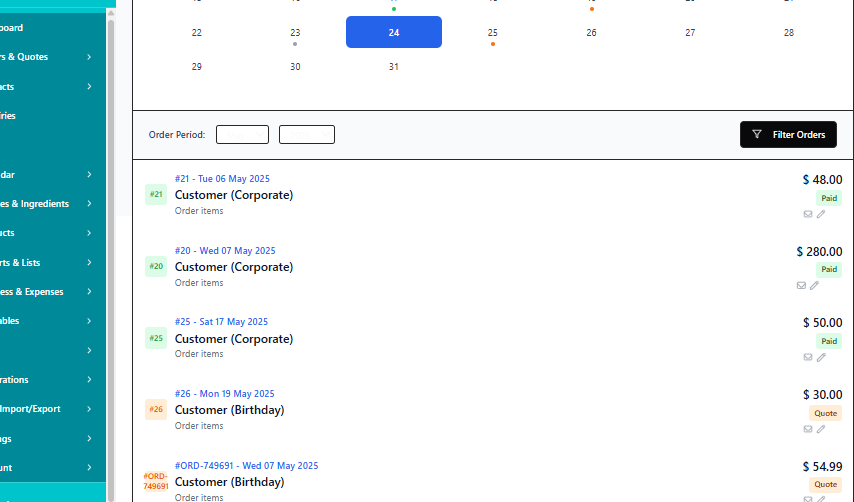 board
rs & Quotes
acts
iries
dar
es & Ingredients
ucts
rts & Lists
ess & Expenses
ables
rations
Import/Export
ngs
unt
22 23 24 25 26 27 28
29 30 31
Order Period:
Filter Orders
#21
#21 - Tue 06 May 2025
Customer (Corporate)
Order items
$ 48.00
Paid
#20
#20 - Wed 07 May 2025
Customer (Corporate)
Order items
$ 280.00
Paid
#25
#25 - Sat 17 May 2025
Customer (Corporate)
Order items
$ 50.00
Paid
#26
#26 - Mon 19 May 2025
Customer (Birthday)
Order items
$ 30.00
Quote
#ORD-
749691
#ORD-749691 - Wed 07 May 2025
Customer (Birthday)
Order items
$ 54.99
Quote